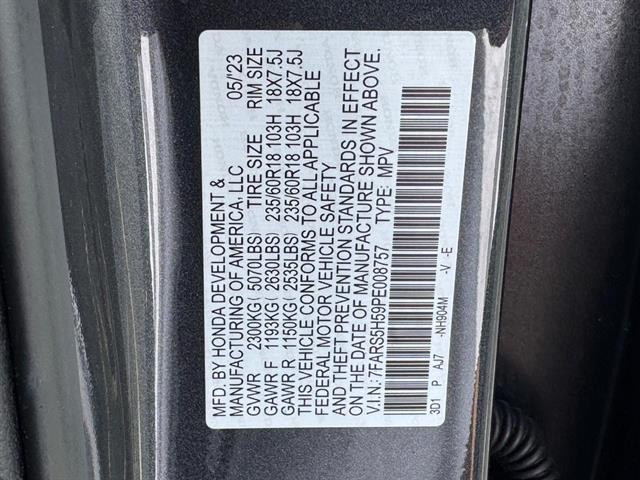 MFD. BY HONDA DEVELOPMENT &
MANUFACTURING OF AMERICA, LLC 05/'23
GVWR 2300KG(5070LBS) TIRE SIZE RIM SIZE
GAWR F 1193KG(2630LBS) 235/60R18 103H 18X7.5J
GAWR R 1150KG(2535LBS) 235/60R18 103H 18X7.5J
THIS VEHICLE CONFORMS TO ALL APPLICABLE
FEDERAL MOTOR VEHICLE SAFETY
AND THEFT PREVENTION STANDARDS IN EFFECT
ON THE DATE OF MANUFACTURE SHOWN ABOVE.
V.I.N: 7FARS5H59PE008757 TYPE: MPV
3D1 P AJ7 -NH904M -V -E